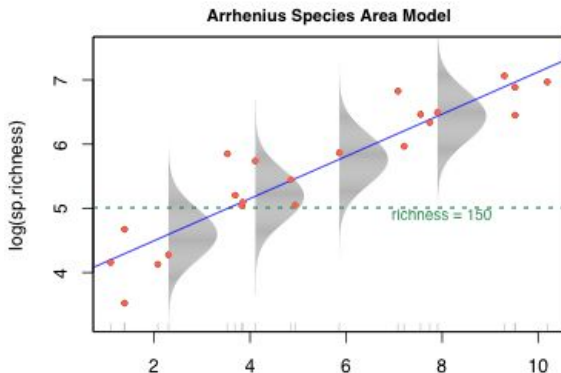 Arrhenius Species Area Model
log(sp.richness)
7
6
5
4
richness = 150
2 4 6 8 10